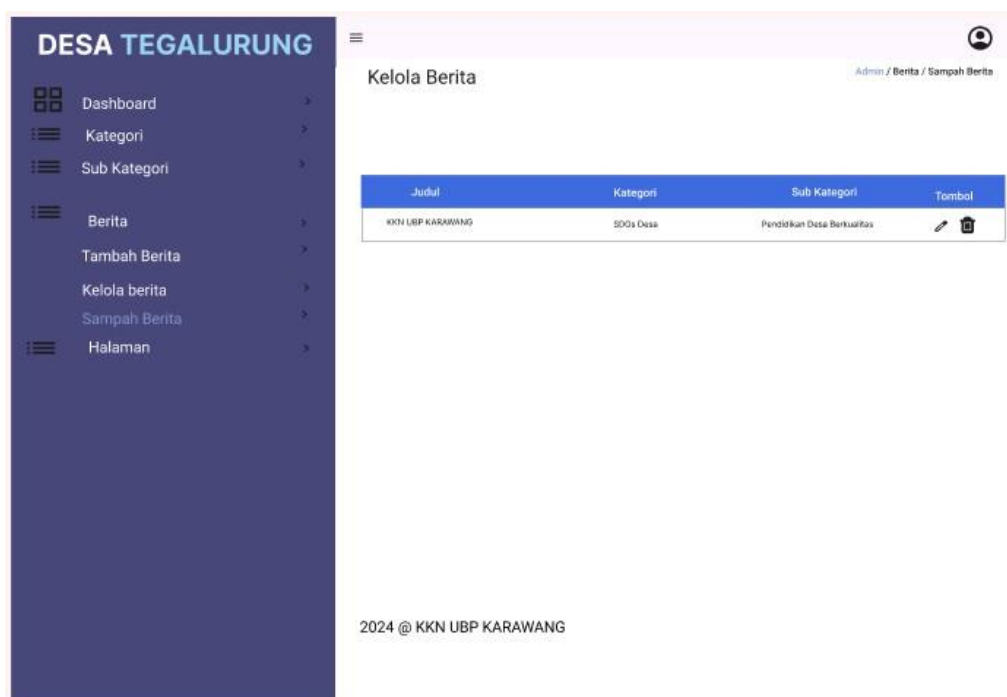 DESA TEGALURUNG
Dashboard
Kategori
Sub Kategori
Berita
Tambah Berita
Kelola berita
Sampah Berita
Halaman
Kelola Berita
Admin / Berita / Sampah Berita
Judul Kategori Sub Kategori Tombol
KKN UBP KARAWANG SDGs Desa Pendidikan Desa Berkualitas
2024 @ KKN UBP KARAWANG